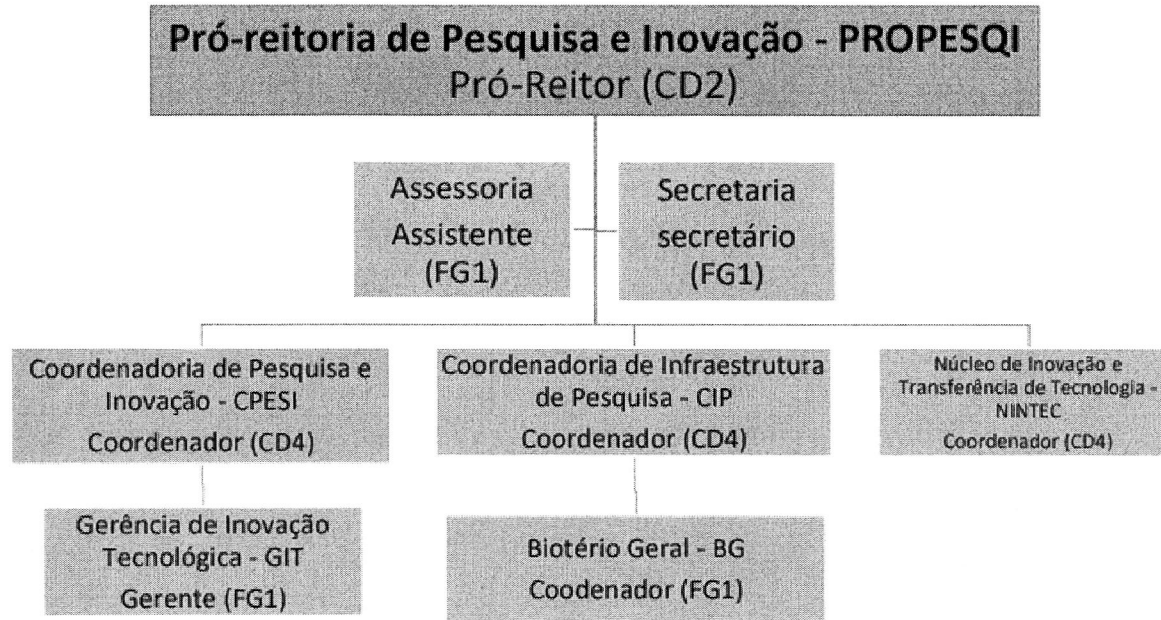 Pró-reitoria de Pesquisa e Inovação - PROPESQI
Pró-Reitor (CD2)
Assessoria
Assistente
(FG1)
Secretaria
secretário
(FG1)
Coordenadoria de Pesquisa e
Inovação - CPESI
Coordenador (CD4)
Coordenadoria de Infraestrutura
de Pesquisa - CIP
Coordenador (CD4)
Núcleo de Inovação e
Transferência de Tecnologia -
NINTEC
Coordenador (CD4)
Gerência de Inovação
Tecnológica - GIT
Gerente (FG1)
Biotério Geral - BG
Coodenador (FG1)